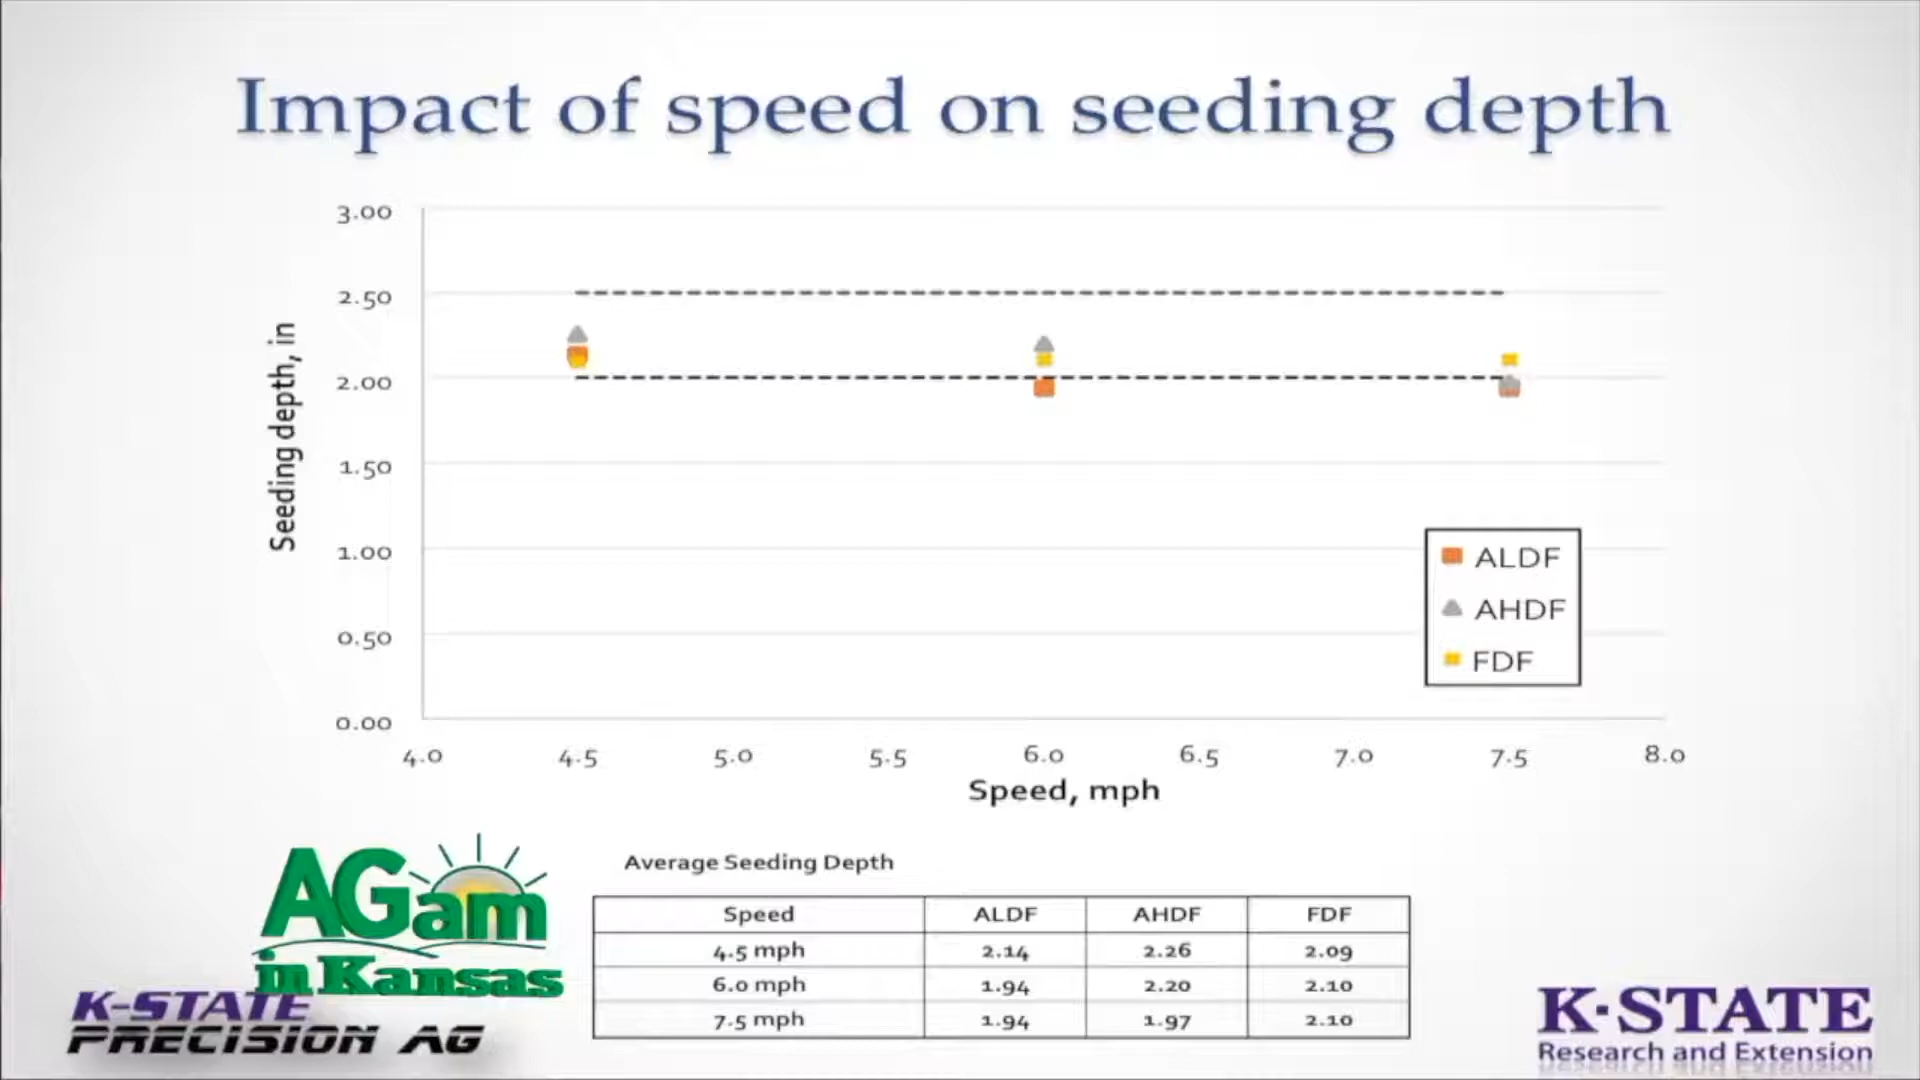 Impact of speed on seeding depth
3.00
2.50
2.00
1.50
1.00
0.50
0.00
Seeding depth, in
4.0 4.5 5.0 5.5 6.0 6.5 7.0 7.5 8.0
Speed, mph
ALDF
AHDF
FDF
Average Seeding Depth
Speed ALDF AHDF FDF
4.5 mph 2.14 2.26 2.09
6.0 mph 1.94 2.20 2.10
7.5 mph 1.94 1.97 2.10
AGam
in Kansas
K-STATE
PRECISION AG
K·STATE
Research and Extension